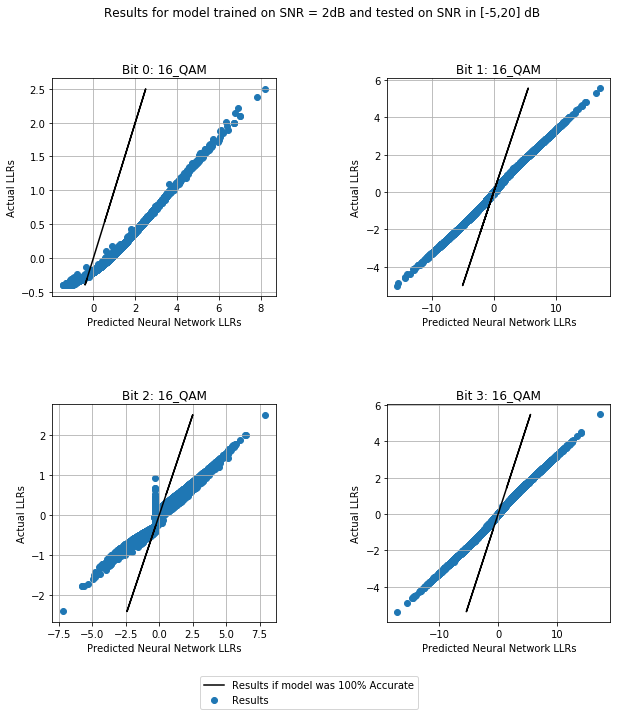 Results for model trained on SNR = 2dB and tested on SNR in [-5,20] dB
Bit 0: 16_QAM
2.5
2.0
1.5
1.0
0.5
0.0
−0.5
Actual LLRs
0 2 4 6 8
Predicted Neural Network LLRs
Bit 1: 16_QAM
6
4
2
0
−2
−4
Actual LLRs
−10 0 10
Predicted Neural Network LLRs
Bit 2: 16_QAM
2
1
0
−1
−2
Actual LLRs
−7.5 −5.0 −2.5 0.0 2.5 5.0 7.5
Predicted Neural Network LLRs
Bit 3: 16_QAM
6
4
2
0
−2
−4
Actual LLRs
−10 0 10
Predicted Neural Network LLRs
Results if model was 100% Accurate
Results